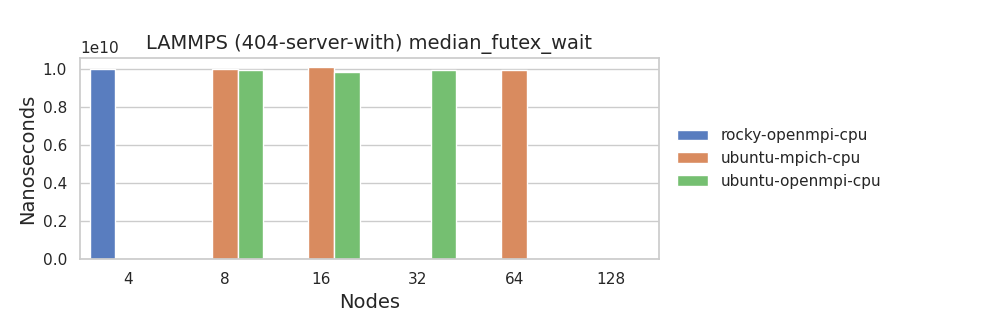 LAMMPS (404-server-with) median_futex_wait
1e10
Nanoseconds
1.0
0.8
0.6
0.4
0.2
0.0
4 8 16 32 64 128
Nodes
rocky-openmpi-cpu
ubuntu-mpich-cpu
ubuntu-openmpi-cpu